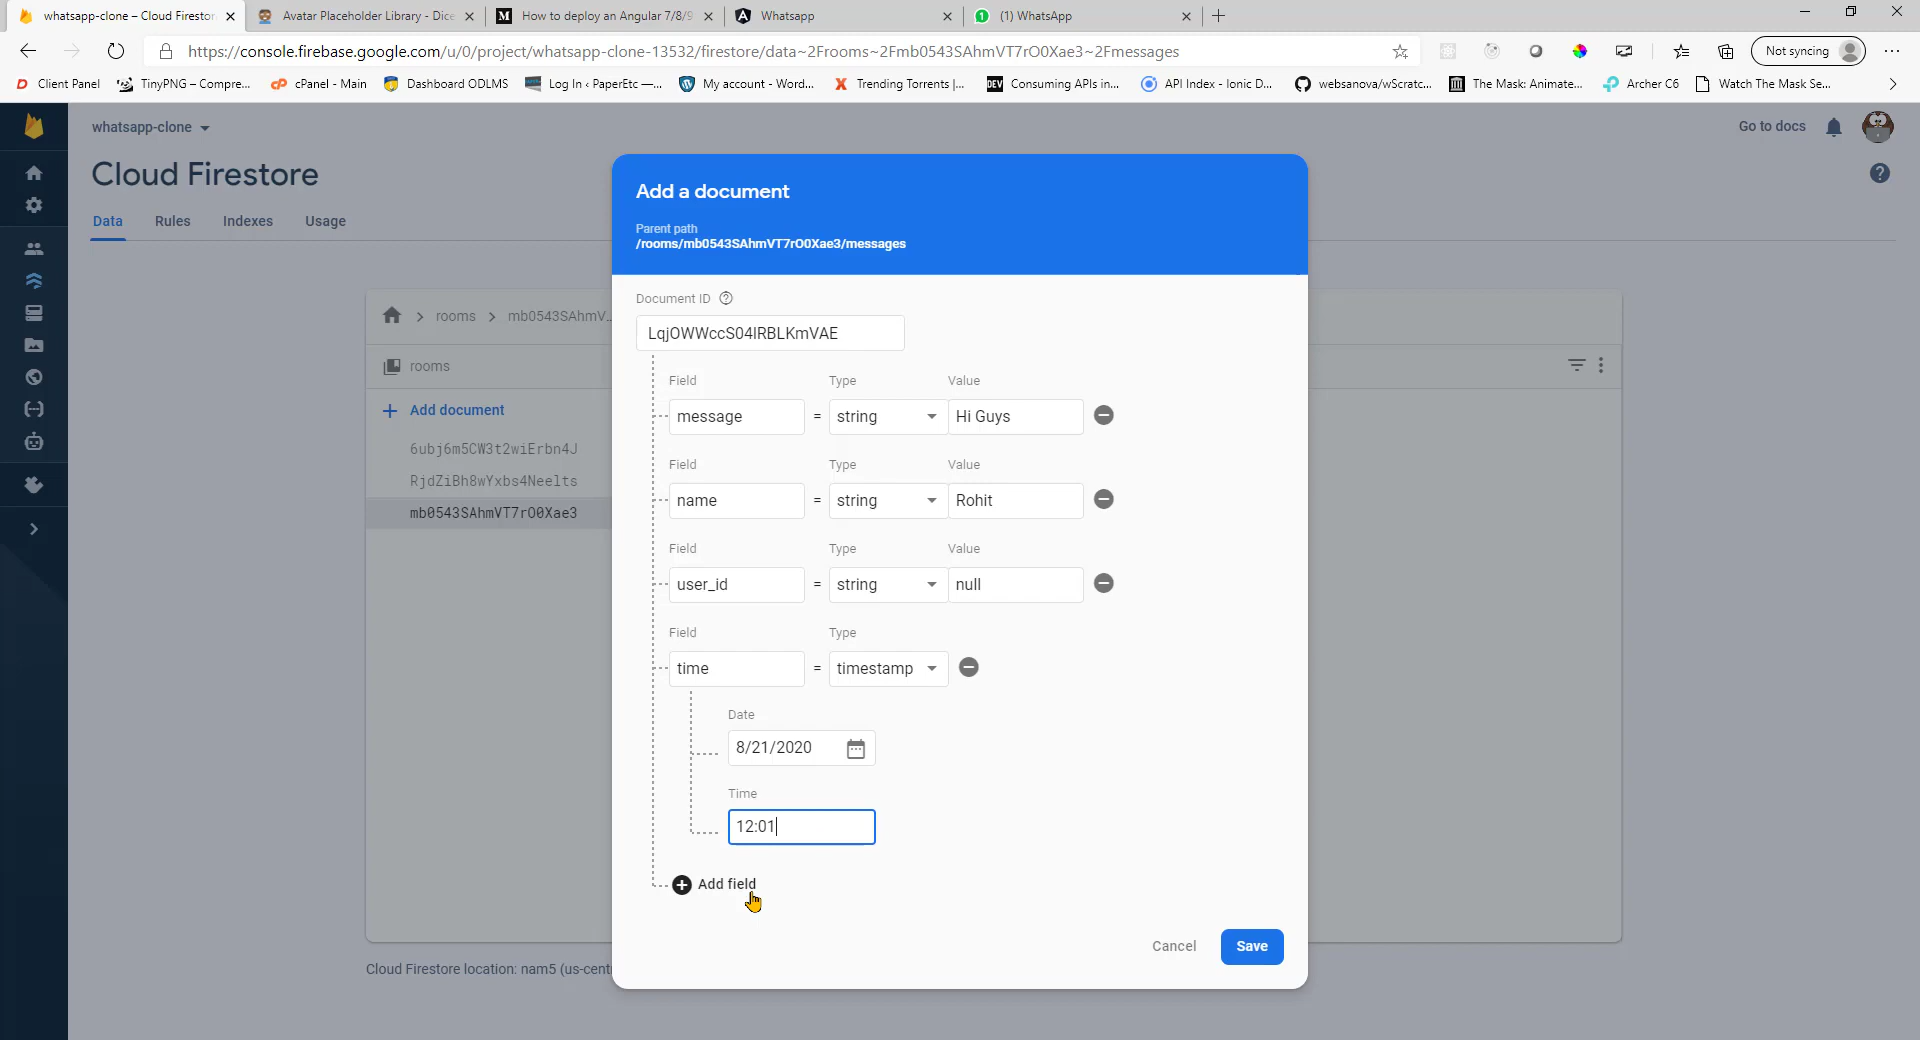 whatsapp-clone – Cloud Firestor
Avatar Placeholder Library - Dice
How to deploy an Angular 7/8/9
Whatsapp
(1) WhatsApp
https://console.firebase.google.com/u/0/project/whatsapp-clone-13532/firestore/data~2Frooms~2Fmb0543SAhmVT7rO0Xae3~2Fmessages
Not syncing
Client Panel
TinyPNG – Compre...
cPanel - Main
Dashboard ODLMS
Log In ‹ PaperEtc —...
My account - Word...
Trending Torrents |...
Consuming APIs in...
API Index - Ionic D...
websanova/wScratc...
The Mask: Animate...
Archer C6
Watch The Mask Se...
whatsapp-clone
Go to docs
Cloud Firestore
Data
Rules
Indexes
Usage
rooms
mb0543SAhmV...
rooms
Add document
6ubj6m5CW3t2wiErbn4J
RjdZiBh8wYxbs4Neelts
mb0543SAhmVT7rO0Xae3
Cloud Firestore location: nam5 (us-cent
Add a document
Parent path
/rooms/mb0543SAhmVT7rO0Xae3/messages
Document ID
LqjOWWccS04IRBLKmVAE
Field Type Value
message = string Hi Guys
Field Type Value
name = string Rohit
Field Type Value
user_id = string null
Field Type
time = timestamp
Date
8/21/2020
Time
12:01
Add field
Cancel
Save